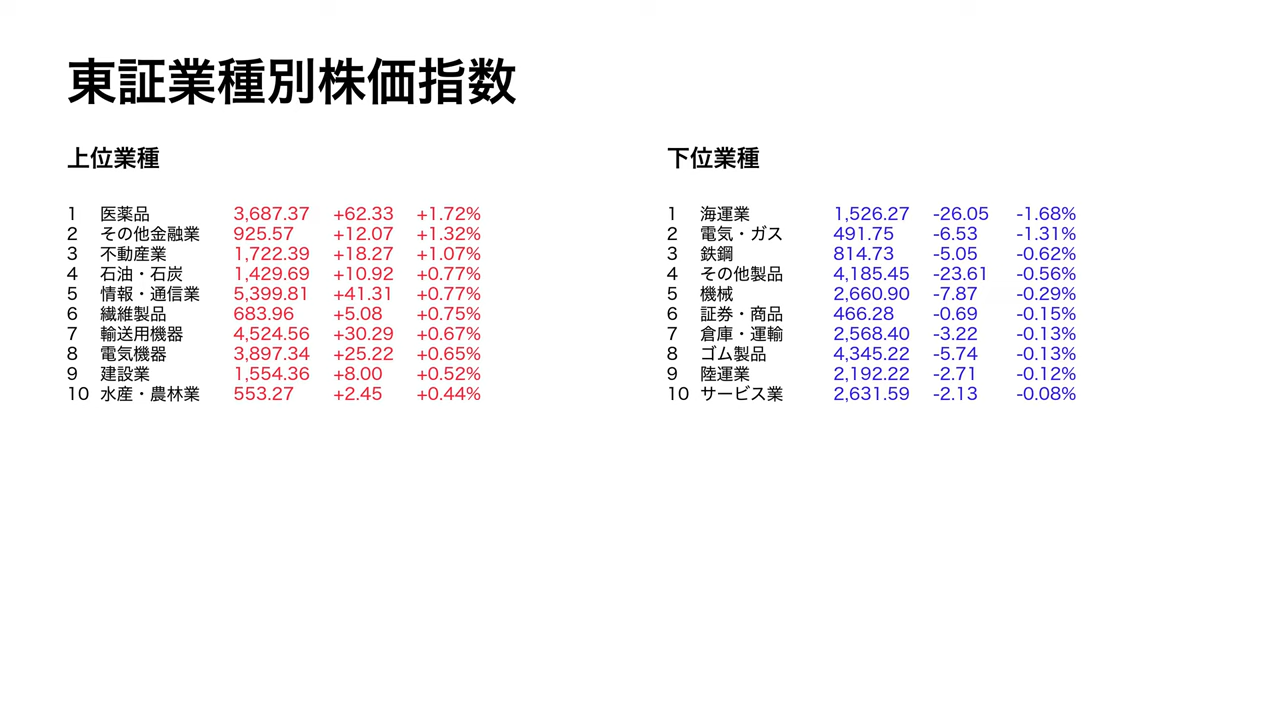 東証業種別株価指数
上位業種
1 医薬品 3,687.37 +62.33 +1.72%
2 その他金融業 925.57 +12.07 +1.32%
3 不動産業 1,722.39 +18.27 +1.07%
4 石油・石炭 1,429.69 +10.92 +0.77%
5 情報・通信業 5,399.81 +41.31 +0.77%
6 繊維製品 683.96 +5.08 +0.75%
7 輸送用機器 4,524.56 +30.29 +0.67%
8 電気機器 3,897.34 +25.22 +0.65%
9 建設業 1,554.36 +8.00 +0.52%
10 水産・農林業 553.27 +2.45 +0.44%
下位業種
1 海運業 1,526.27 -26.05 -1.68%
2 電気・ガス 491.75 -6.53 -1.31%
3 鉄鋼 814.73 -5.05 -0.62%
4 その他製品 4,185.45 -23.61 -0.56%
5 機械 2,660.90 -7.87 -0.29%
6 証券・商品 466.28 -0.69 -0.15%
7 倉庫・運輸 2,568.40 -3.22 -0.13%
8 ゴム製品 4,345.22 -5.74 -0.13%
9 陸運業 2,192.22 -2.71 -0.12%
10 サービス業 2,631.59 -2.13 -0.08%